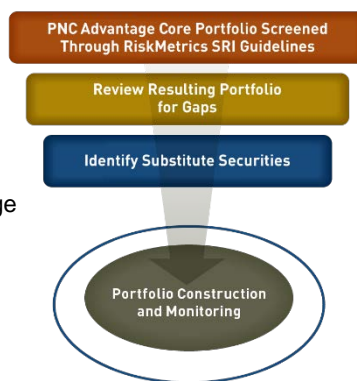 PNC Advantage Core Portfolio Screened
Through RiskMetrics SRI Guidelines
Review Resulting Portfolio
for Gaps
Identify Substitute Securities
ge
Portfolio Construction
and Monitoring